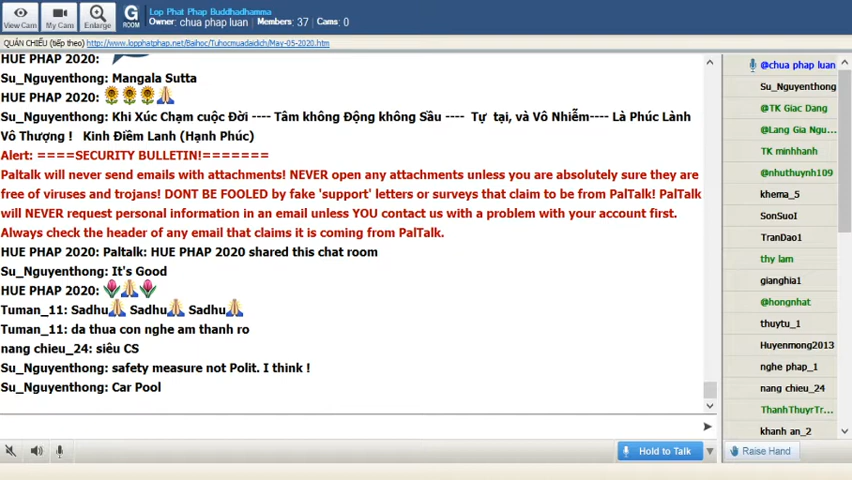 View Cam
My Cam
Enlarge
G
ROOM
Lop Phat Phap Buddhadhamma
Owner: chua phap luan Members: 37 Cams: 0
QUÁN CHIẾU (tiếp theo) http://www.lopphatphap.net/Baihoc/Tuhocmuadaidich/May-05-2020.htm
HUE PHAP 2020:
Su_Nguyenthong: Mangala Sutta
HUE PHAP 2020:
Su_Nguyenthong: Khi Xúc Chạm cuộc Đời ---- Tâm không Động không Sầu ---- Tự tại, và Vô Nhiễm---- Là Phúc Lành
Vô Thượng ! Kinh Điềm Lanh (Hạnh Phúc)
Alert: ====SECURITY BULLETIN!=======
Paltalk will never send emails with attachments! NEVER open any attachments unless you are absolutely sure they are
free of viruses and trojans! DONT BE FOOLED by fake 'support' letters or surveys that claim to be from PalTalk! PalTalk
will NEVER request personal information in an email unless YOU contact us with a problem with your account first.
Always check the header of any email that claims it is coming from PalTalk.
HUE PHAP 2020: Paltalk: HUE PHAP 2020 shared this chat room
Su_Nguyenthong: It's Good
HUE PHAP 2020:
Tuman_11: Sadhu Sadhu Sadhu
Tuman_11: da thua con nghe am thanh ro
nang chieu_24: siêu CS
Su_Nguyenthong: safety measure not Polit. I think !
Su_Nguyenthong: Car Pool
@chua phap luan
Su_Nguyenthong
@TK Giac Dang
@Lang Gia Ngu...
TK minhhanh
@nhuthuynh109
khema_5
SonSuoI
TranDao1
thy lam
gianghia1
@hongnhat
thuytu_1
Huyenmong2013
nghe phap_1
nang chieu_24
ThanhThuyrTr...
khanh an_2
Hold to Talk
Raise Hand